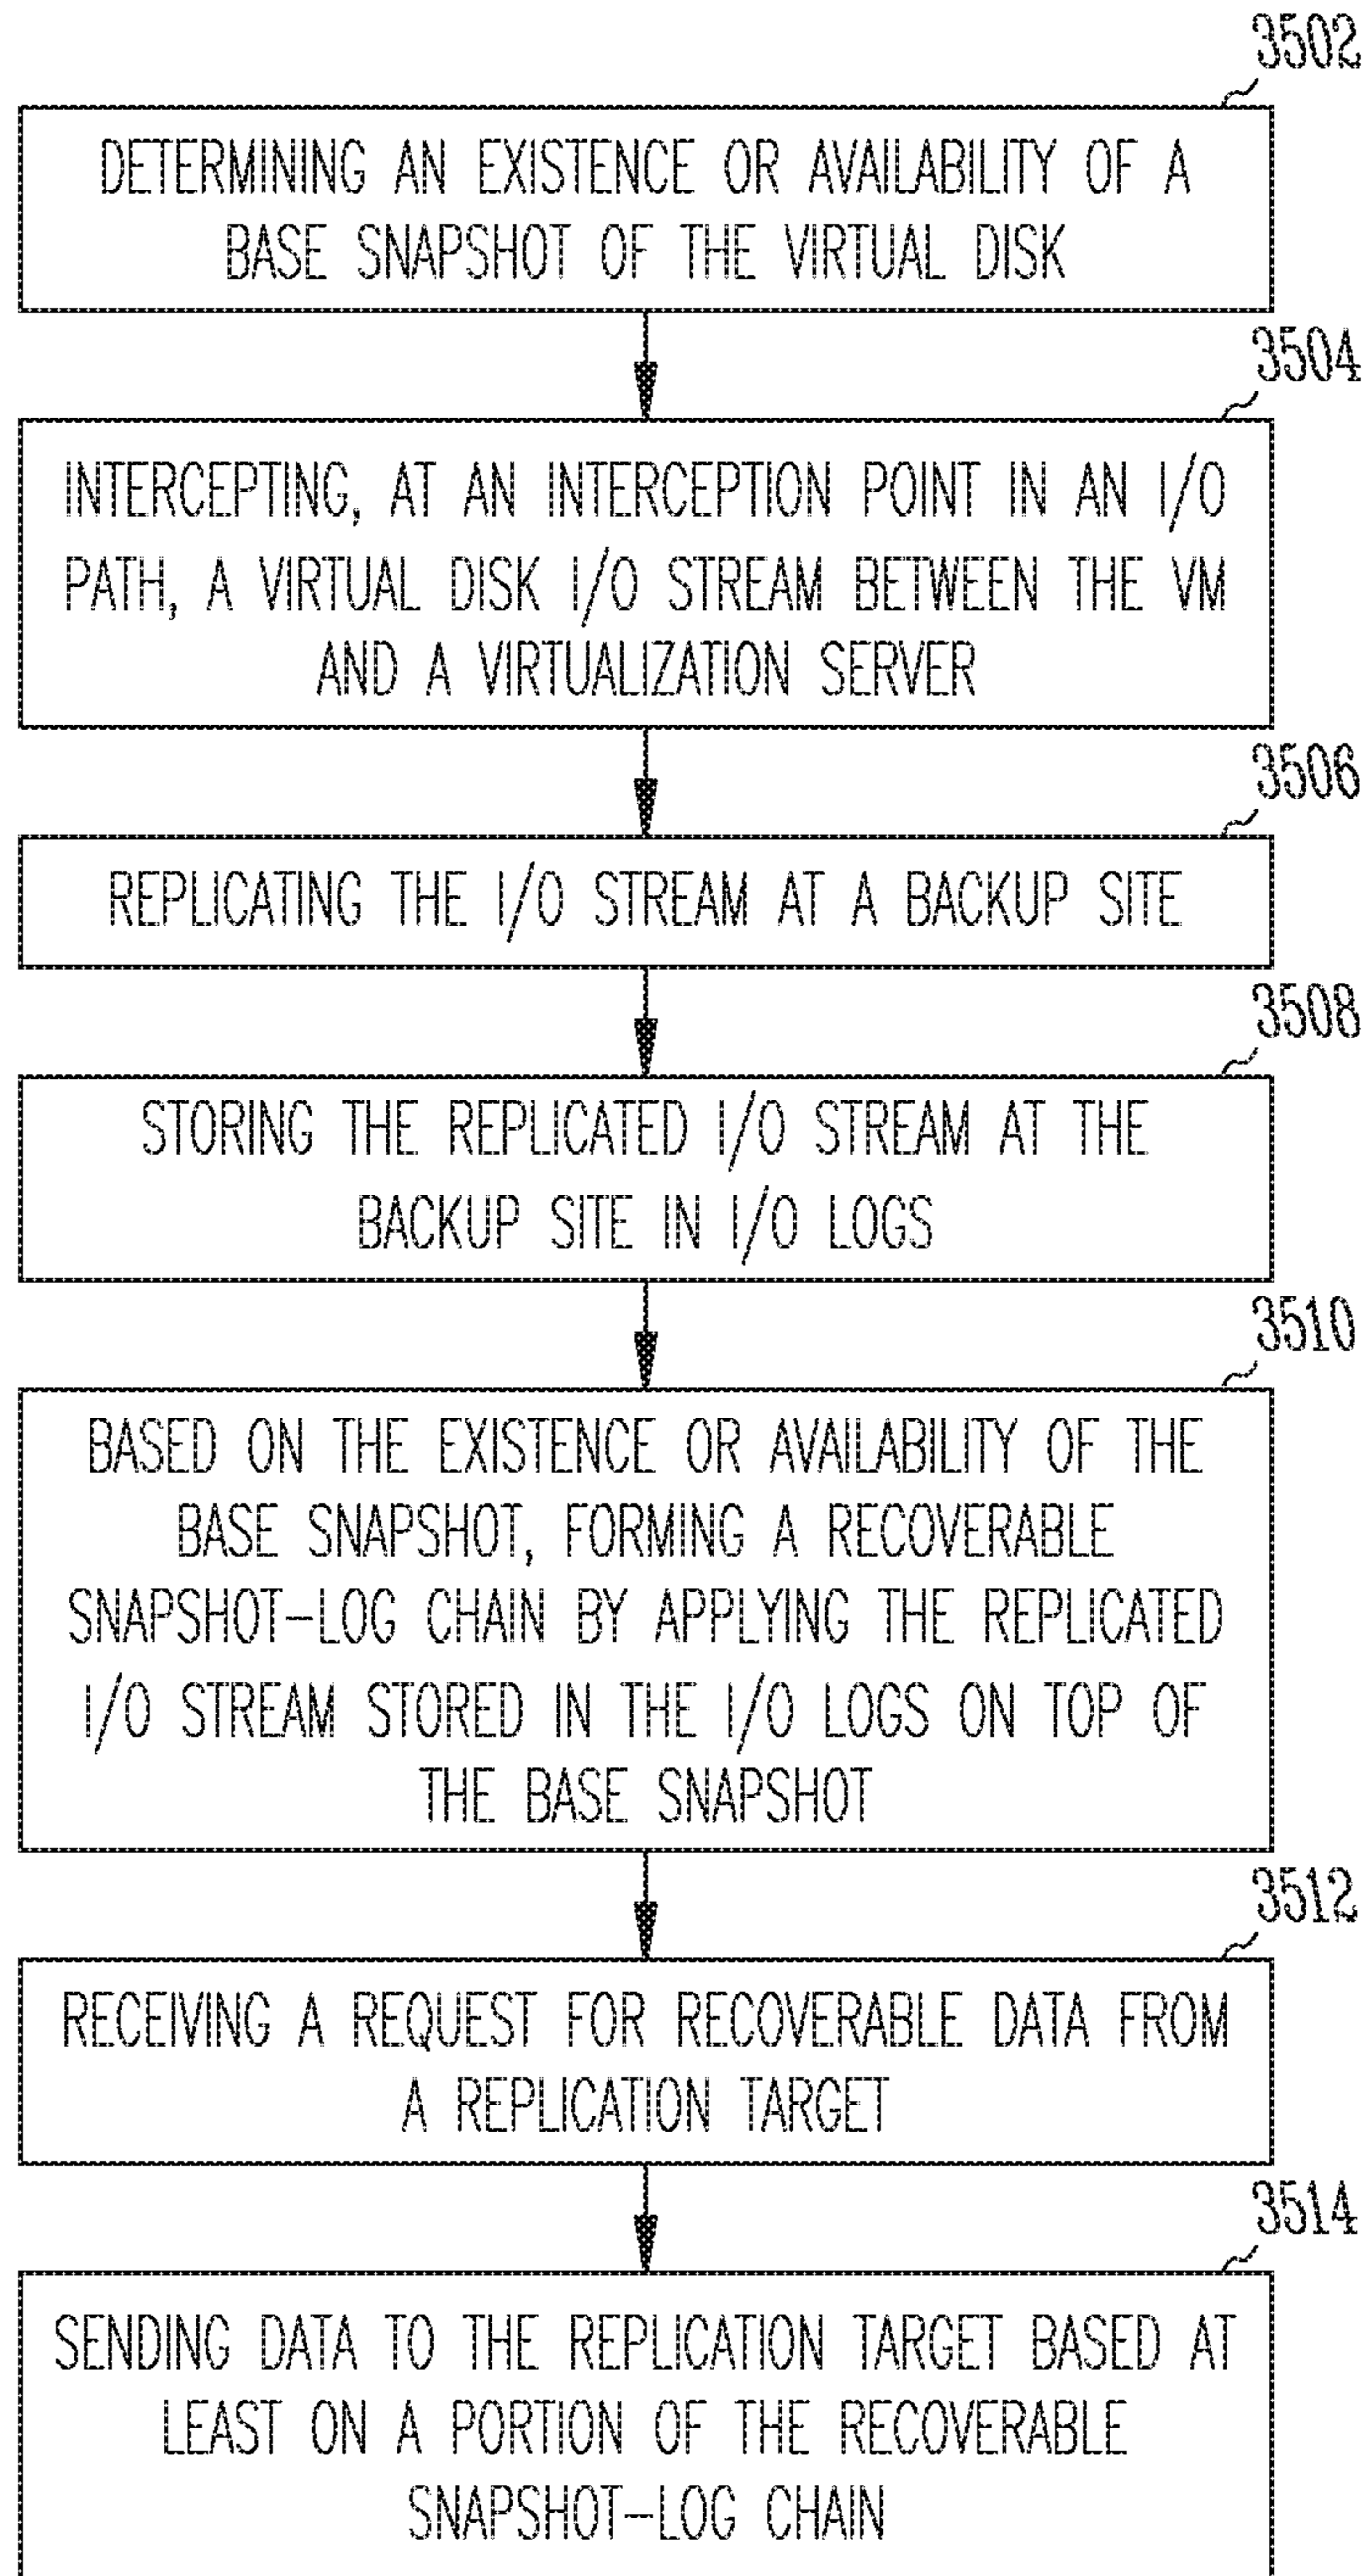 3502
DETERMINING AN EXISTENCE OR AVAILABILITY OF A
BASE SNAPSHOT OF THE VIRTUAL DISK
3504
INTERCEPTING, AT AN INTERCEPTION POINT IN AN I/O
PATH, A VIRTUAL DISK I/O STREAM BETWEEN THE VM
AND A VIRTUALIZATION SERVER
3506
REPLICATING THE I/O STREAM AT A BACKUP SITE
3508
STORING THE REPLICATED I/O STREAM AT THE
BACKUP SITE IN I/O LOGS
3510
BASED ON THE EXISTENCE OR AVAILABILITY OF THE
BASE SNAPSHOT, FORMING A RECOVERABLE
SNAPSHOT-LOG CHAIN BY APPLYING THE REPLICATED
I/O STREAM STORED IN THE I/O LOGS ON TOP OF
THE BASE SNAPSHOT
3512
RECEIVING A REQUEST FOR RECOVERABLE DATA FROM
A REPLICATION TARGET
3514
SENDING DATA TO THE REPLICATION TARGET BASED AT
LEAST ON A PORTION OF THE RECOVERABLE
SNAPSHOT-LOG CHAIN